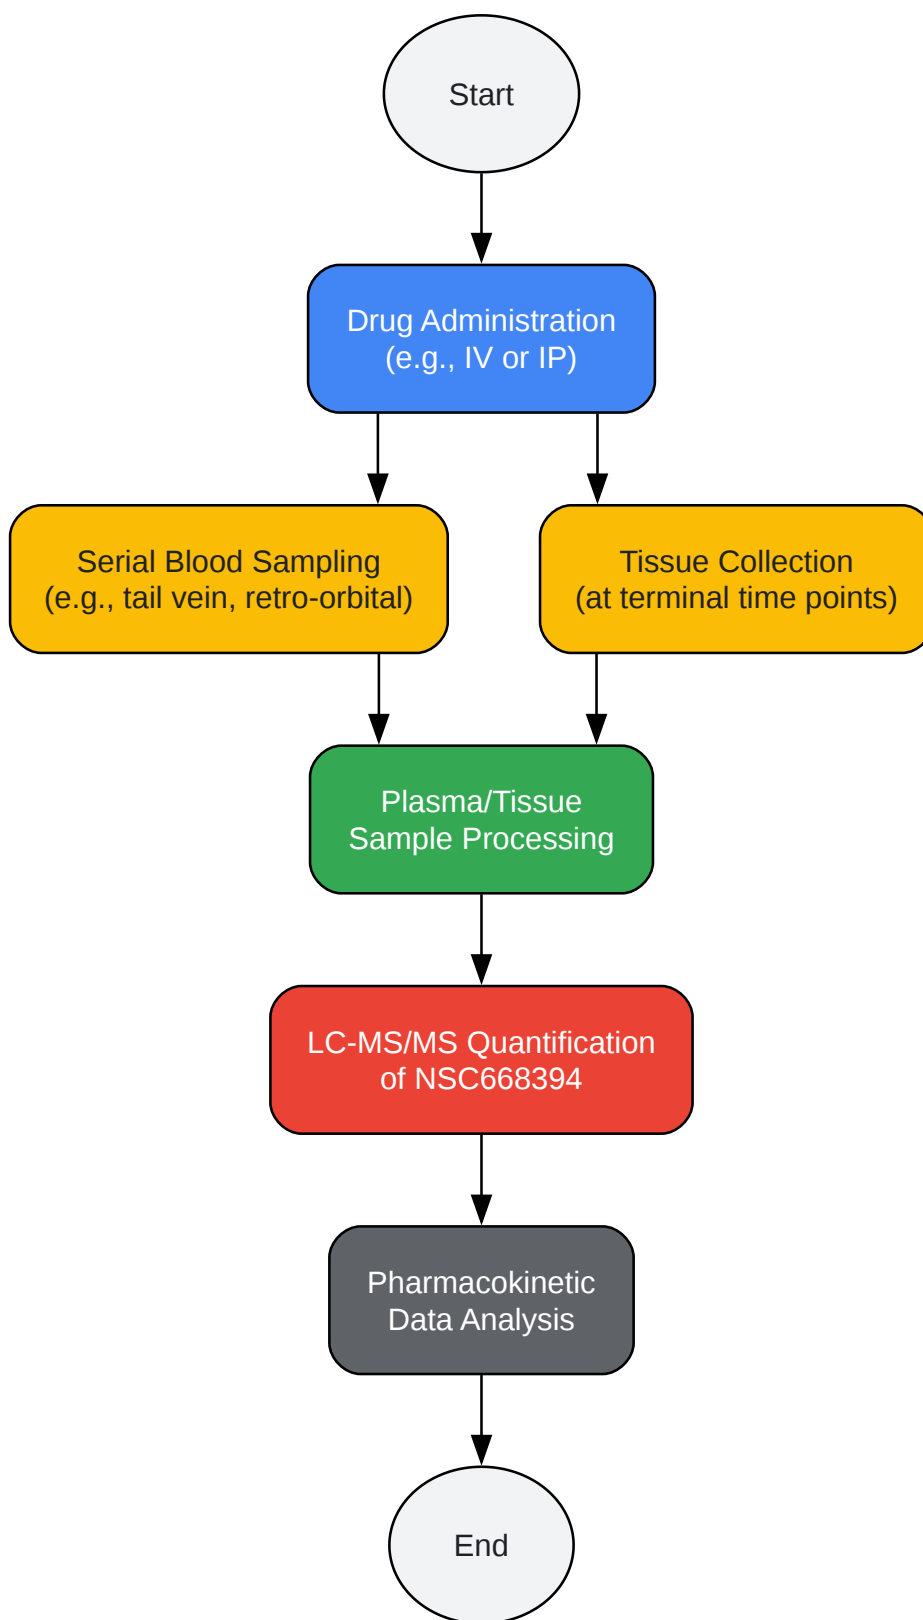 Start
Drug Administration
(e.g., IV or IP)
Serial Blood Sampling
(e.g., tail vein, retro-orbital)
Tissue Collection
(at terminal time points)
Plasma/Tissue
Sample Processing
LC-MS/MS Quantification
of NSC668394
Pharmacokinetic
Data Analysis
End